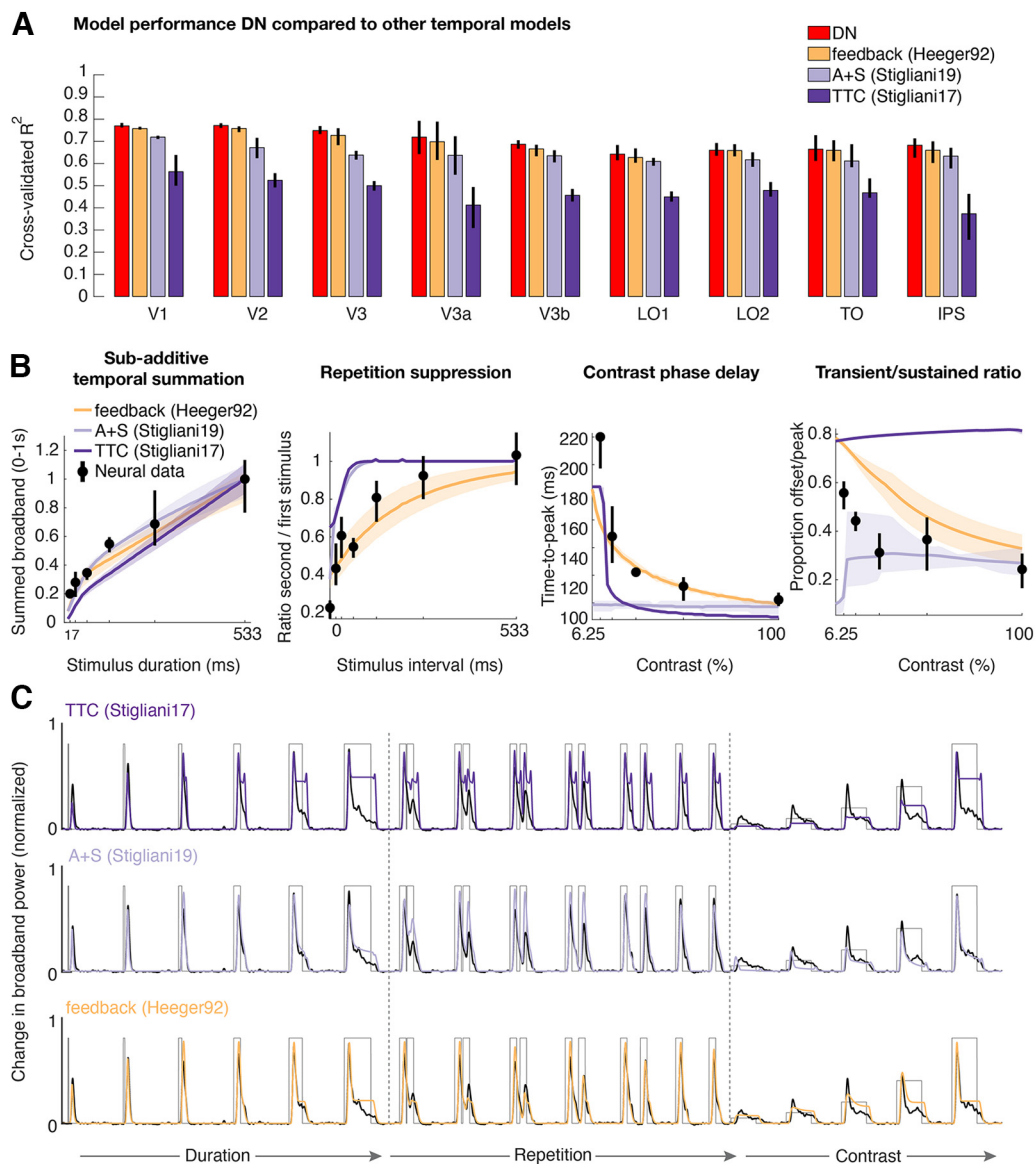 A
Model performance DN compared to other temporal models
DN
feedback (Heeger92)
A+S (Stigliani19)
TTC (Stigliani17)
Cross-validated R²
1
0.9
0.8
0.7
0.6
0.5
0.4
0.3
0.2
0.1
0
V1 V2 V3 V3a V3b LO1 LO2 TO IPS
B
Sub-additive
temporal summation
feedback (Heeger92)
A+S (Stigliani19)
TTC (Stigliani17)
Neural data
Summed broadband (0-1s)
1.2
1
0.8
0.6
0.4
0.2
0
17 533
Stimulus duration (ms)
Repetition suppression
Ratio second / first stimulus
1
0.8
0.6
0.4
0.2
0 533
Stimulus interval (ms)
Contrast phase delay
Time-to-peak (ms)
220
200
180
160
140
120
100
6.25 100
Contrast (%)
Transient/sustained ratio
Proportion offset/peak
0.8
0.6
0.4
0.2
6.25 100
Contrast (%)
C
Change in broadband power (normalized)
TTC (Stigliani17)
1
0
A+S (Stigliani19)
1
0
feedback (Heeger92)
1
0
Duration Repetition Contrast